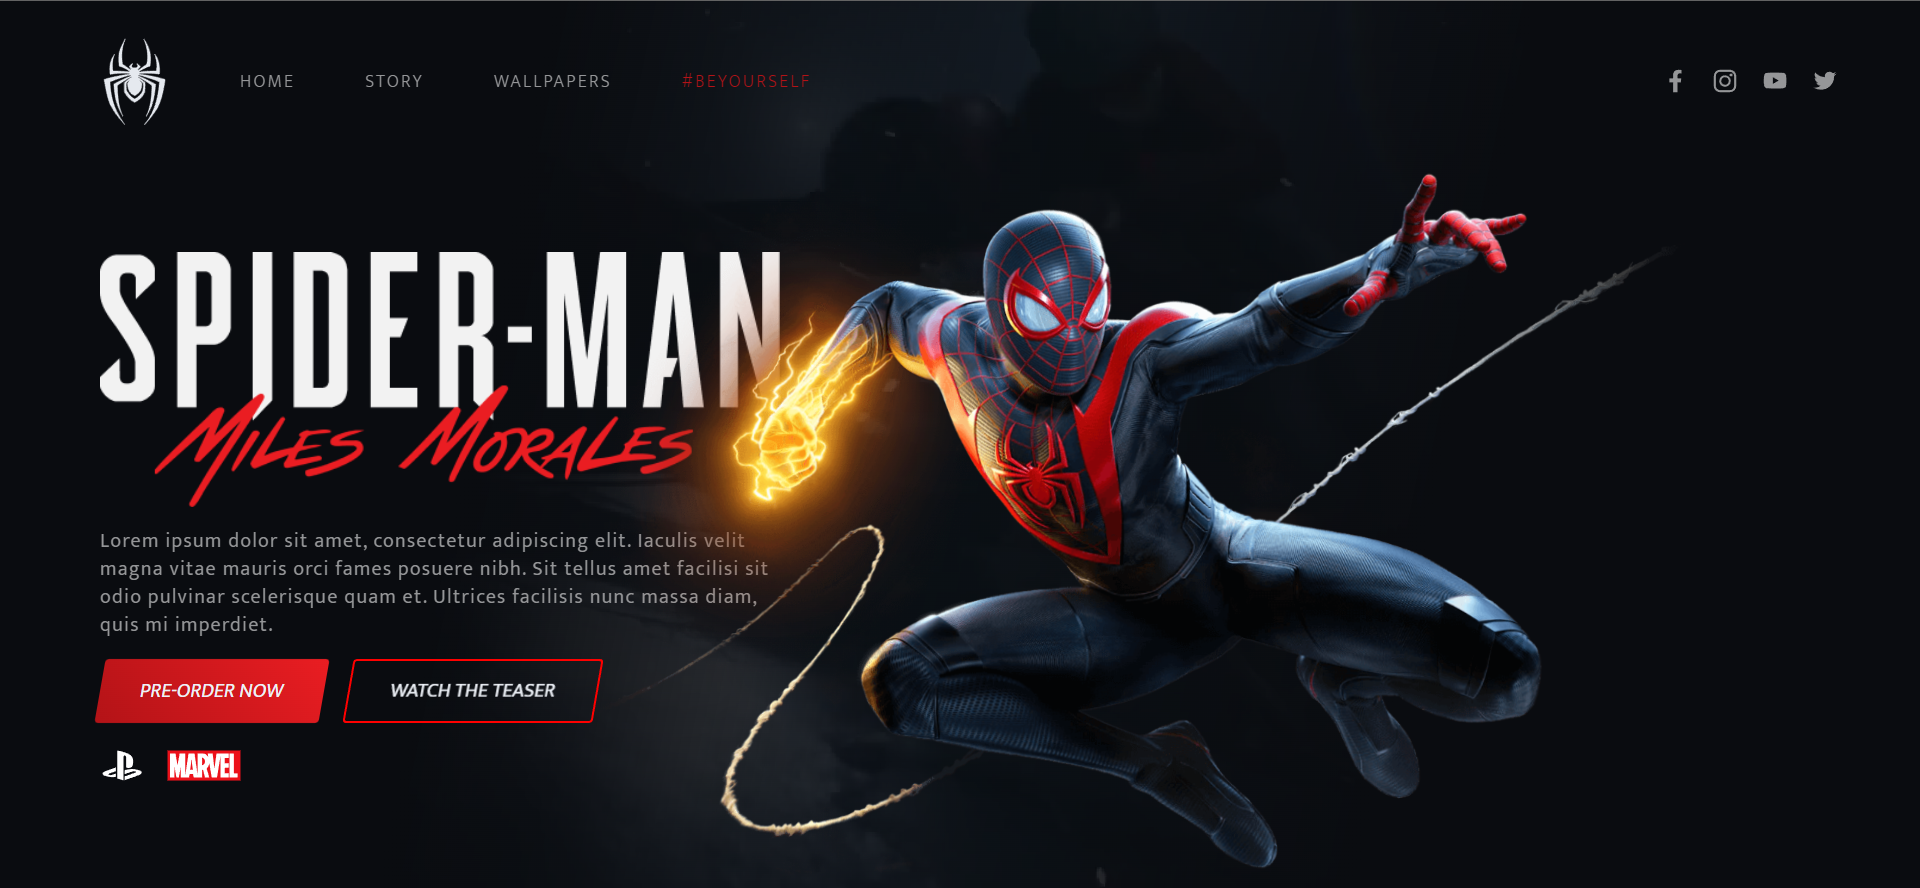 HOME STORY WALLPAPERS #BEYOURSELF
SPIDER-MAN
MILES MORALES
Lorem ipsum dolor sit amet, consectetur adipiscing elit. Iaculis velit
magna vitae mauris orci fames posuere nibh. Sit tellus amet facilisi sit
odio pulvinar scelerisque quam et. Ultrices facilisis nunc massa diam,
quis mi imperdiet.
PRE-ORDER NOW WATCH THE TEASER
MARVEL